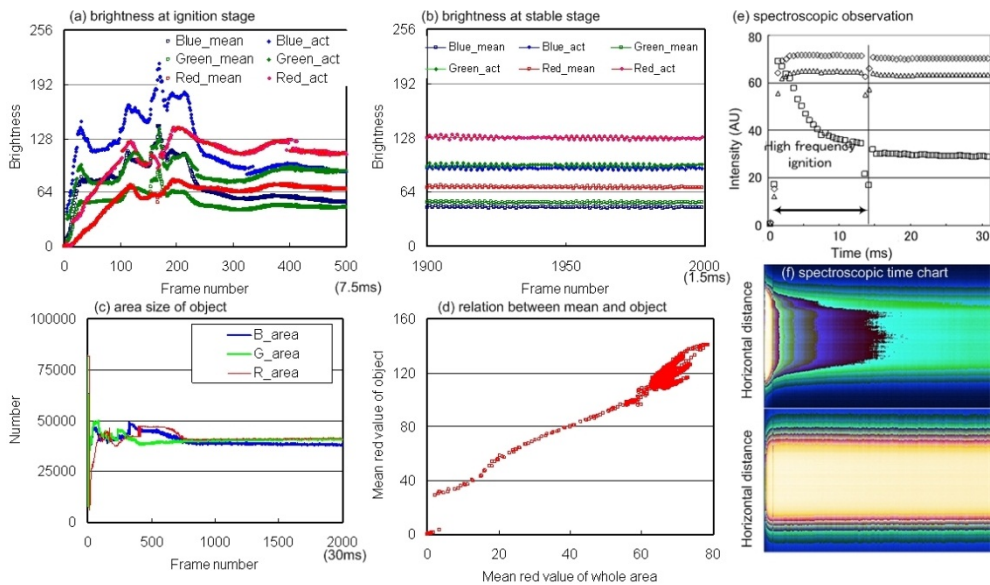 (a) brightness at ignition stage
256
192
128
64
0
Brightness
Blue_mean
Blue_act
Green_mean
Green_act
Red_mean
Red_act
0 100 200 300 400 500
Frame number
(7.5ms)
(b) brightness at stable stage
256
192
128
64
0
Brightness
Blue_mean
Blue_act
Green_mean
Green_act
Red_mean
Red_act
1900 1950 2000
Frame number
(1.5ms)
(e) spectroscopic observation
80
60
40
20
0
Intensity (AU)
High frequency
ignition
0 10 20 30
Time (ms)
(c) area size of object
100000
75000
50000
25000
0
Number
B_area
G_area
R_area
0 500 1000 1500 2000
Frame number
(30ms)
(d) relation between mean and object
160
120
80
40
0
Mean red value of object
0 20 40 60 80
Mean red value of whole area
(f) spectroscopic time chart
Horizontal distance
Horizontal distance